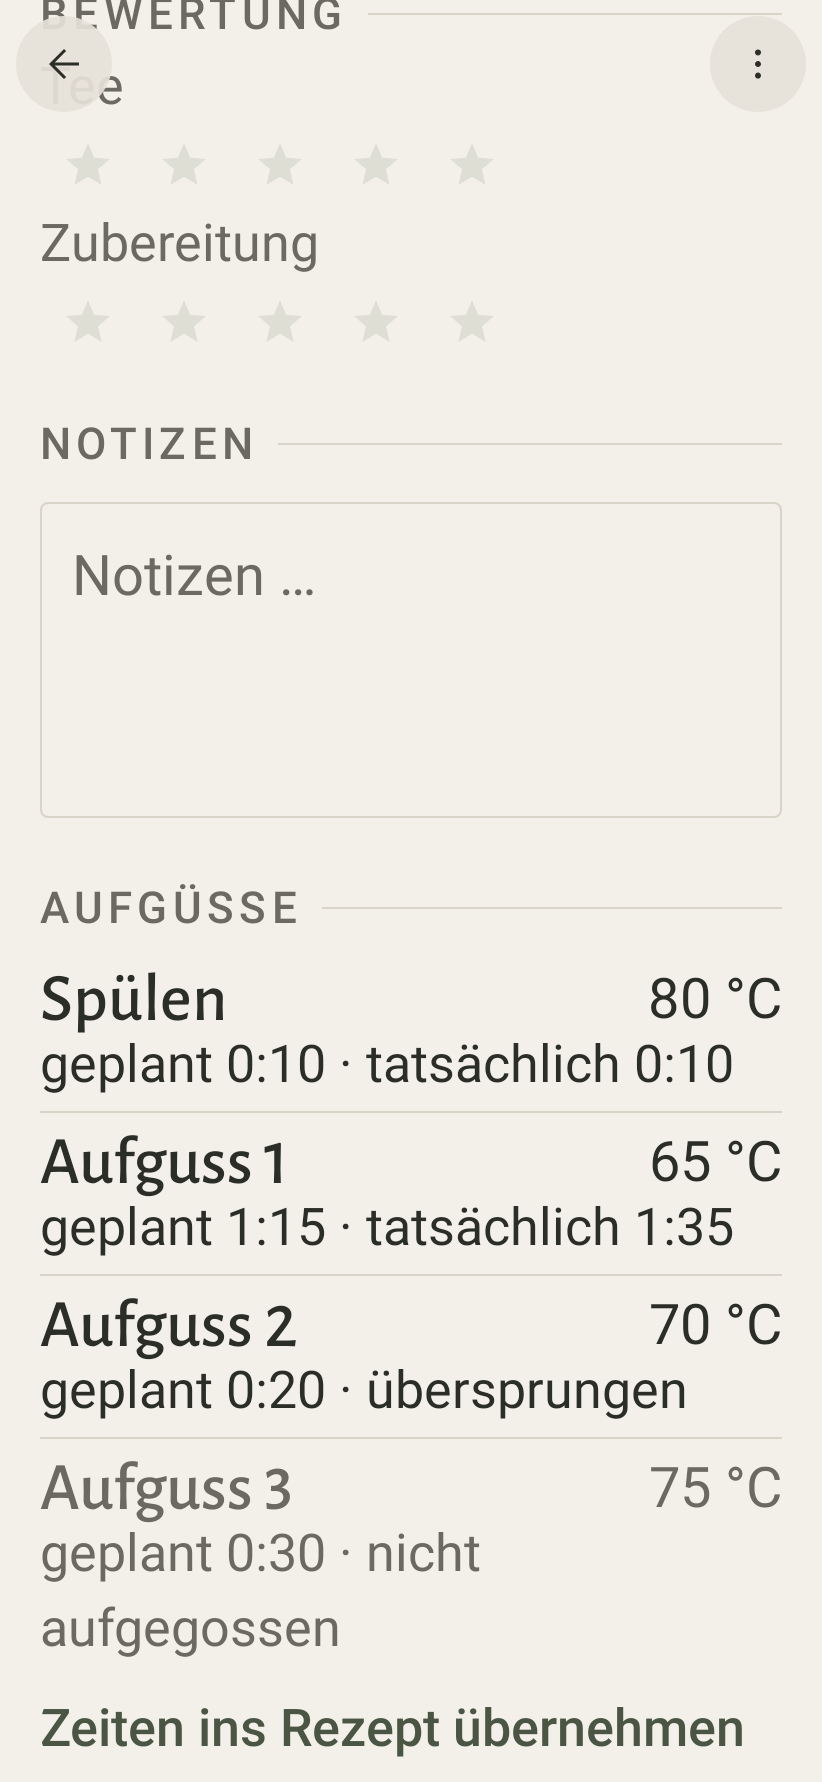 BEWERTUNG
Tee
Zubereitung
NOTIZEN
Notizen …
AUFGÜSSE
Spülen 80 °C
geplant 0:10 · tatsächlich 0:10
Aufguss 1 65 °C
geplant 1:15 · tatsächlich 1:35
Aufguss 2 70 °C
geplant 0:20 · übersprungen
Aufguss 3 75 °C
geplant 0:30 · nicht
aufgegossen
Zeiten ins Rezept übernehmen